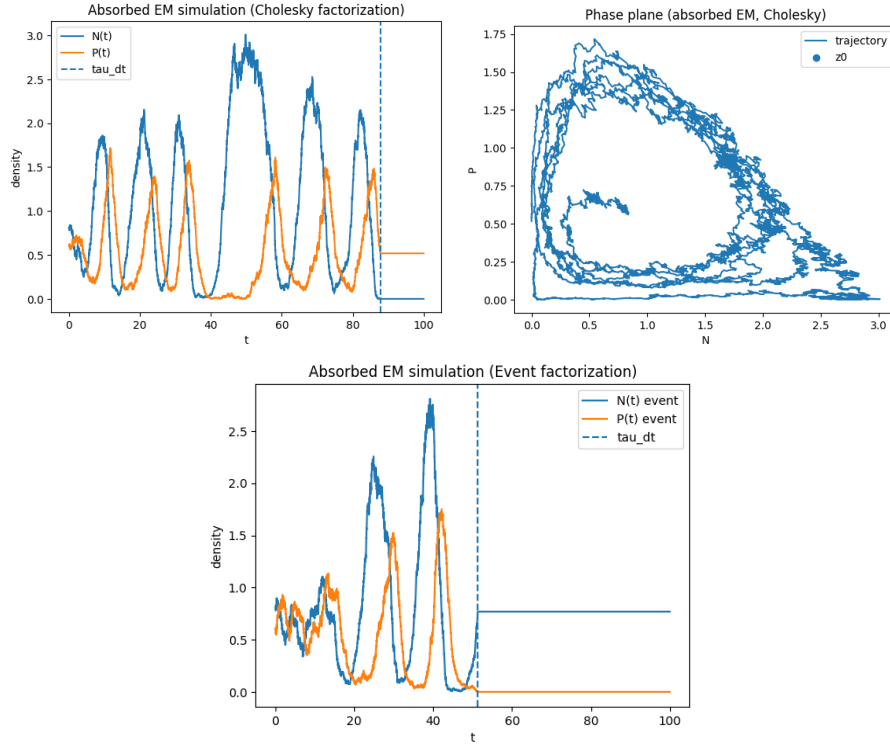 Absorbed EM simulation (Cholesky factorization)
density
3.0
2.5
2.0
1.5
1.0
0.5
0.0
N(t)
P(t)
tau_dt
0 20 40 60 80 100
t
Phase plane (absorbed EM, Cholesky)
P
1.75
1.50
1.25
1.00
0.75
0.50
0.25
0.00
trajectory
z0
0.0 0.5 1.0 1.5 2.0 2.5 3.0
N
Absorbed EM simulation (Event factorization)
density
2.5
2.0
1.5
1.0
0.5
0.0
N(t) event
P(t) event
tau_dt
0 20 40 60 80 100
t